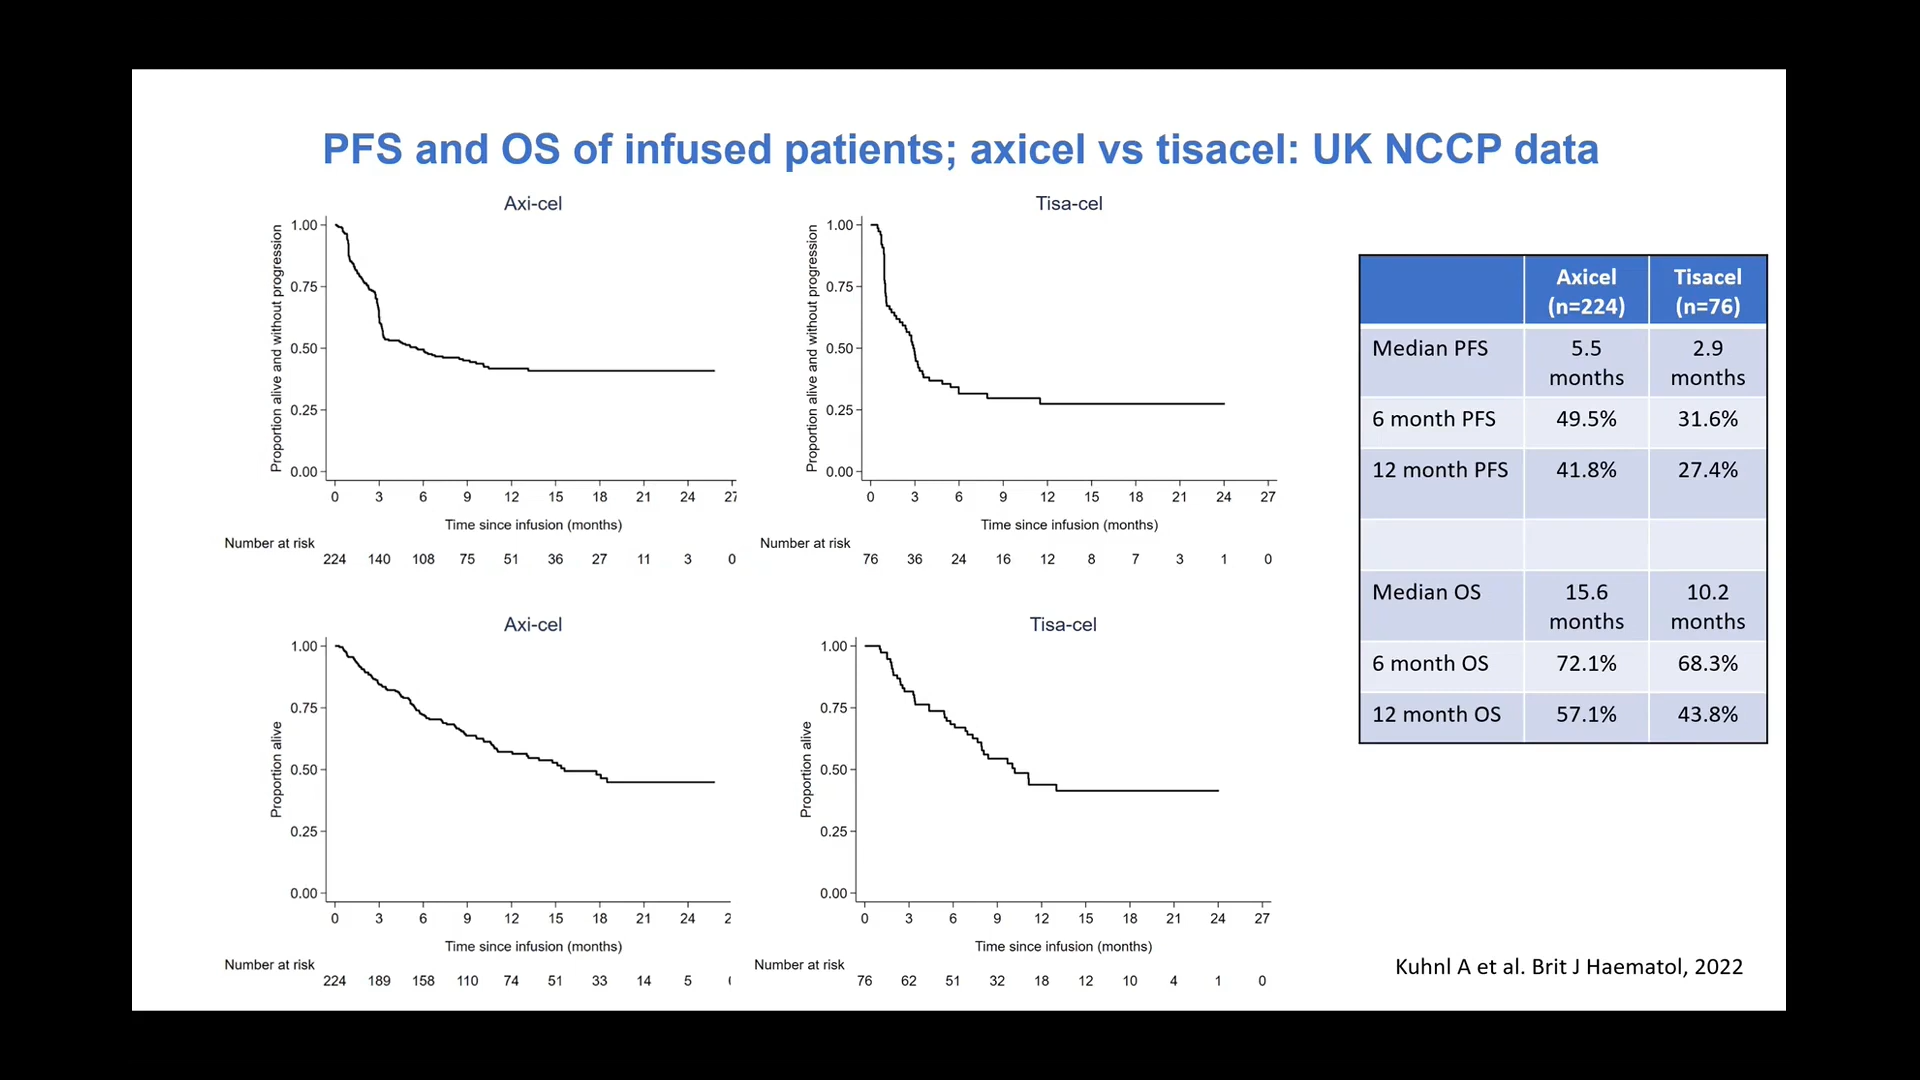 PFS and OS of infused patients; axicel vs tisacel: UK NCCP data
Axi-cel
Proportion alive and without progression
1.00
0.75
0.50
0.25
0.00
0 3 6 9 12 15 18 21 24 27
Time since infusion (months)
Number at risk
224 140 108 75 51 36 27 11 3 0
Tisa-cel
Proportion alive and without progression
1.00
0.75
0.50
0.25
0.00
0 3 6 9 12 15 18 21 24 27
Time since infusion (months)
Number at risk
76 36 24 16 12 8 7 3 1 0
Axi-cel
Proportion alive
1.00
0.75
0.50
0.25
0.00
0 3 6 9 12 15 18 21 24 2
Time since infusion (months)
Number at risk
224 189 158 110 74 51 33 14 5
Tisa-cel
Proportion alive
1.00
0.75
0.50
0.25
0.00
0 3 6 9 12 15 18 21 24 27
Time since infusion (months)
Number at risk
76 62 51 32 18 12 10 4 1 0
Axicel Tisacel
(n=224) (n=76)
Median PFS 5.5 2.9
months months
6 month PFS 49.5% 31.6%
12 month PFS 41.8% 27.4%
Median OS 15.6 10.2
months months
6 month OS 72.1% 68.3%
12 month OS 57.1% 43.8%
Kuhnl A et al. Brit J Haematol, 2022